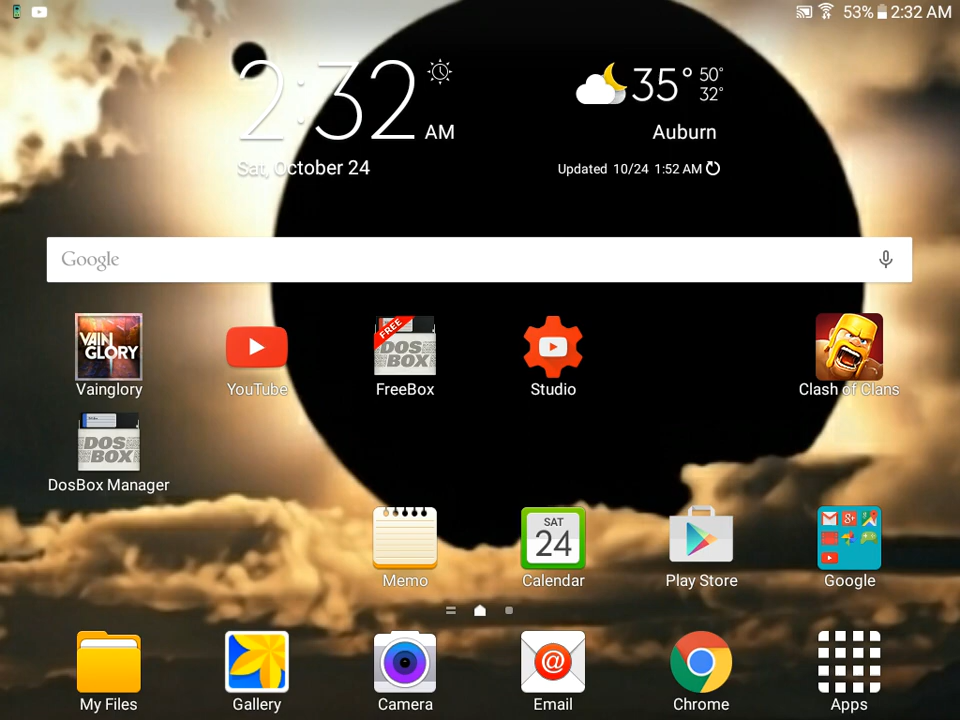 53% 2:32 AM
2:32 AM
Sat, October 24
35° 50°
32°
Auburn
Updated 10/24 1:52 AM
Google
VAIN
GLORY
Vainglory
YouTube
FREE
DOS
BOX
FreeBox
Studio
Clash of Clans
DOS
BOX
DosBox Manager
Memo
SAT
24
Calendar
Play Store
g+
Google
My Files
Gallery
Camera
@
Email
Chrome
Apps